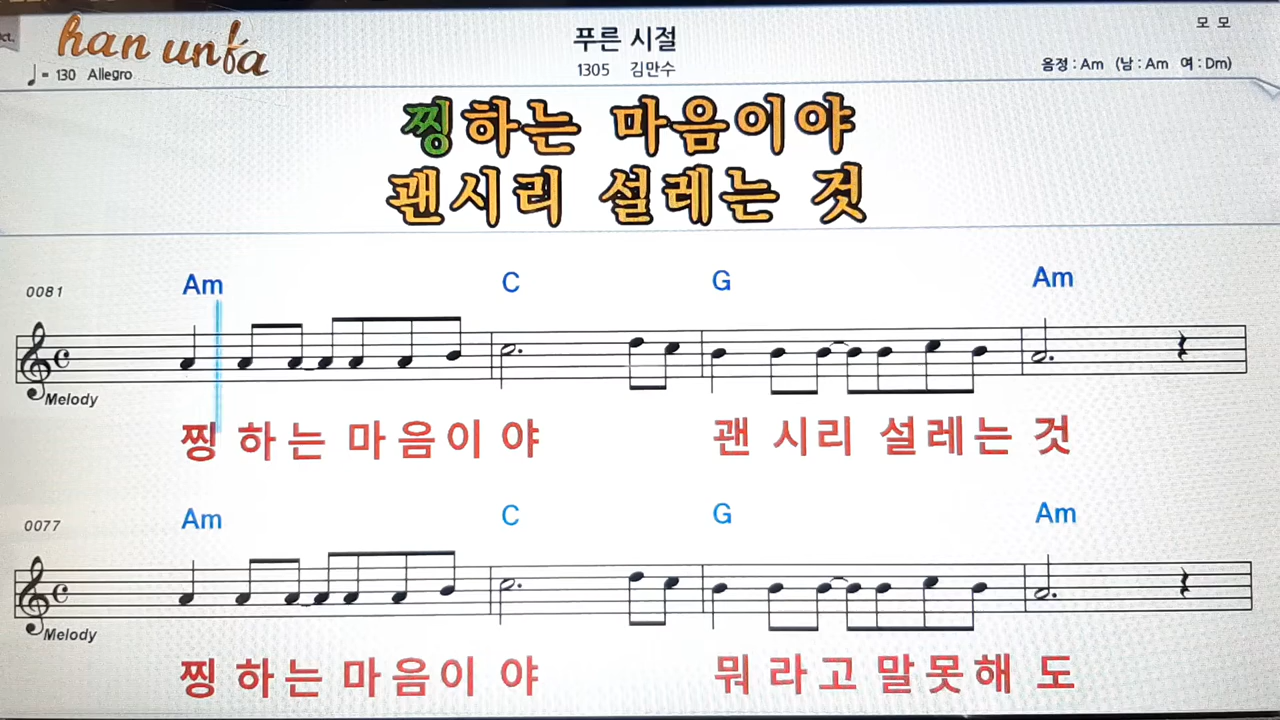 han unfa
푸른 시절
모 모
♩= 130 Allegro
1305 김만수
음정 : Am (남 : Am 여 : Dm)
찡하는 마음이야
괜시리 설레는 것
0081
Am C G Am
Melody
찡 하 는 마 음 이 야 괜 시 리 설 레 는 것
0077
Am C G Am
Melody
찡 하 는 마 음 이 야 뭐 라 고 말 못 해 도